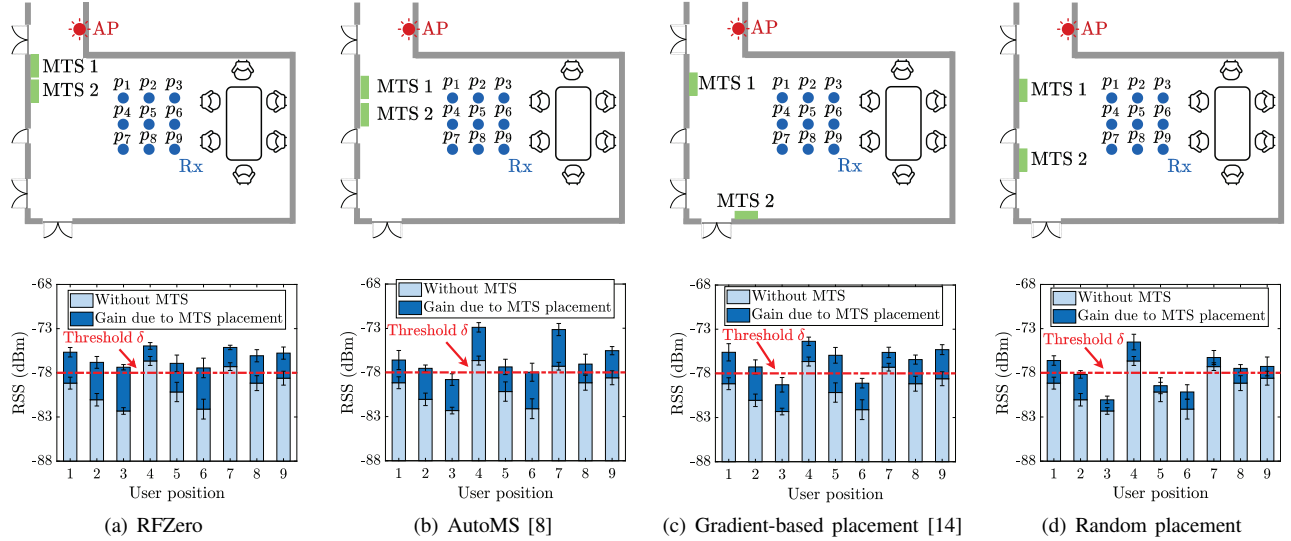 AP
MTS 1
MTS 2
p1 p2 p3
p4 p5 p6
p7 p8 p9
Rx
AP
MTS 1
MTS 2
p1 p2 p3
p4 p5 p6
p7 p8 p9
Rx
AP
MTS 1
p1 p2 p3
p4 p5 p6
p7 p8 p9
Rx
MTS 2
AP
MTS 1
p1 p2 p3
p4 p5 p6
p7 p8 p9
MTS 2
Rx
-68
Without MTS
Gain due to MTS placement
-73
Threshold δ
-78
-83
-88
RSS (dBm)
1 2 3 4 5 6 7 8 9
User position
(a) RFZero
-68
Without MTS
Gain due to MTS placement
-73
Threshold δ
-78
-83
-88
RSS (dBm)
1 2 3 4 5 6 7 8 9
User position
(b) AutoMS [8]
-68
Without MTS
Gain due to MTS placement
-73
Threshold δ
-78
-83
-88
RSS (dBm)
1 2 3 4 5 6 7 8 9
User position
(c) Gradient-based placement [14]
-68
Without MTS
Gain due to MTS placement
-73
Threshold δ
-78
-83
-88
RSS (dBm)
1 2 3 4 5 6 7 8 9
User position
(d) Random placement